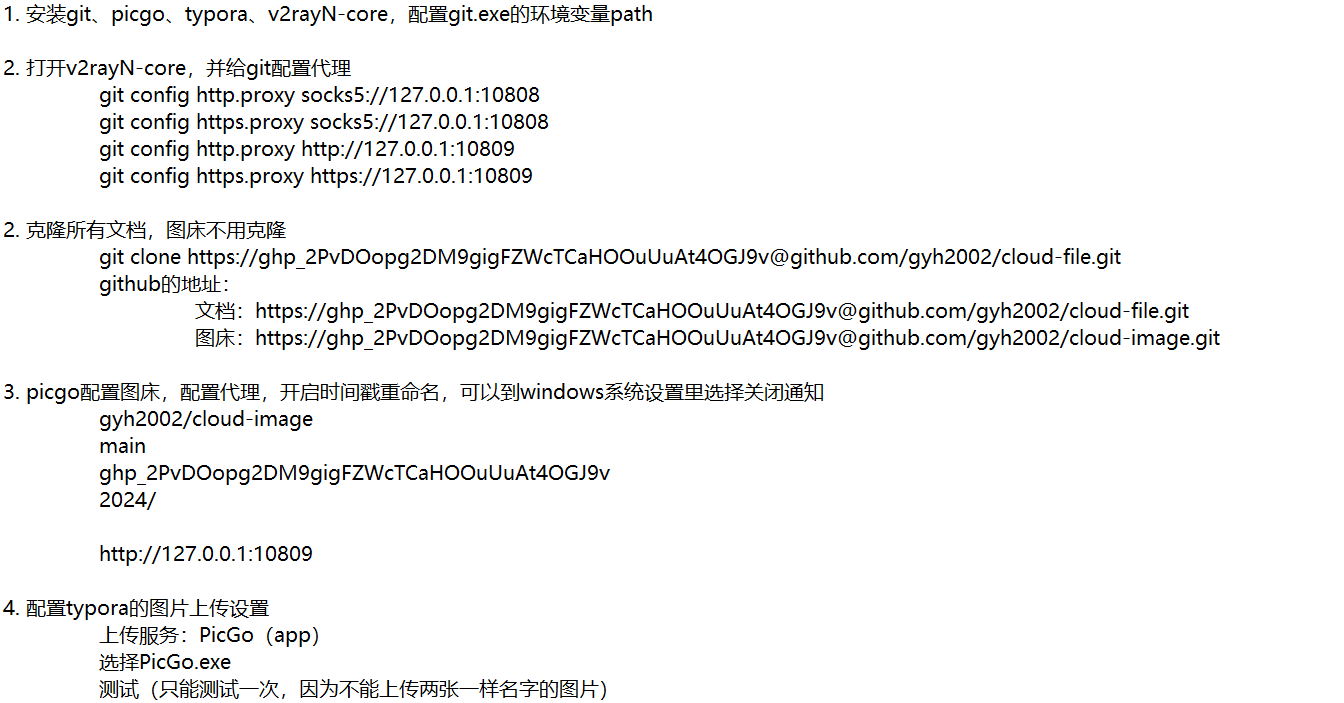 1. 安装git、picgo、typora、v2rayN-core，配置git.exe的环境变量path
2. 打开v2rayN-core，并给git配置代理
git config http.proxy socks5://127.0.0.1:10808
git config https.proxy socks5://127.0.0.1:10808
git config http.proxy http://127.0.0.1:10809
git config https.proxy https://127.0.0.1:10809
2. 克隆所有文档，图床不用克隆
git clone https://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@github.com/gyh2002/cloud-file.git
github的地址：
文档：https://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@github.com/gyh2002/cloud-file.git
图床：https://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@github.com/gyh2002/cloud-image.git
3. picgo配置图床，配置代理，开启时间戳重命名，可以到windows系统设置里选择关闭通知
gyh2002/cloud-image
main
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
2024/
http://127.0.0.1:10809
4. 配置typora的图片上传设置
上传服务：PicGo（app）
选择PicGo.exe
测试（只能测试一次，因为不能上传两张一样名字的图片）